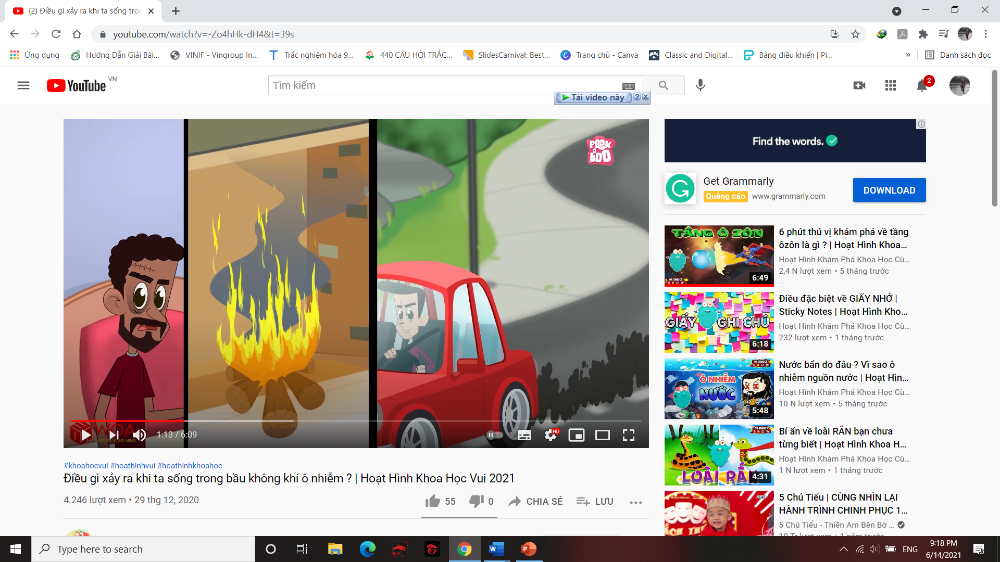 (2) Điều gì xảy ra khi ta sống tron
youtube.com/watch?v=-Zo4hHk-dH4&t=39s
Ứng dụng
Hướng Dẫn Giải Bài...
VINIF - Vingroup In...
Trắc nghiệm hóa 9...
440 CÂU HỎI TRẮC...
SlidesCarnival: Best...
Trang chủ - Canva
Classic and Digital...
Bảng điều khiển | Pi...
»
Danh sách đọc
YouTube VN
Tìm kiếm
2
Tải video này
?
PEEK A BOO
WOA
1:13 / 6:09
HD
#khoahocvui #hoathinhvui #hoathinhkhoahoc
Điều gì xảy ra khi ta sống trong bầu không khí ô nhiễm ? | Hoạt Hình Khoa Học Vui 2021
4.246 lượt xem • 29 thg 12, 2020
55
0
CHIA SẺ
LƯU
Find the words.
Get Grammarly
Quảng cáo www.grammarly.com
DOWNLOAD
TẦNG Ô ZÔN
DR BINOCS SHOW
6:49
6 phút thú vị khám phá về tầng
ôzôn là gì ? | Hoạt Hình Khoa...
Hoạt Hình Khám Phá Khoa Học Cù...
2,4 N lượt xem • 5 tháng trước
GIẤY GHI CHÚ
6:18
Điều đặc biệt về GIẤY NHỚ |
Sticky Notes | Hoạt Hình Kho...
Hoạt Hình Khám Phá Khoa Học Cù...
232 lượt xem • 1 tháng trước
DR BINOCS SHOW
Ô NHIỄM
NƯỚC
5:48
Nước bẩn do đâu ? Vì sao ô
nhiễm nguồn nước | Hoạt Hìn...
Hoạt Hình Khám Phá Khoa Học Cù...
10 N lượt xem • 5 tháng trước
DR BINOCS SHOW
LOÀI RẮN
4:31
Bí ẩn về loài RẮN bạn chưa
từng biết | Hoạt Hình Khoa H...
Hoạt Hình Khám Phá Khoa Học Cù...
1 N lượt xem • 1 tháng trước
5 Chú Tiểu | CÙNG NHÌN LẠI
HÀNH TRÌNH CHINH PHỤC 1...
5 Chú Tiểu - Thiền Am Bên Bờ ...
Type here to search
ENG
9:18 PM
6/14/2021